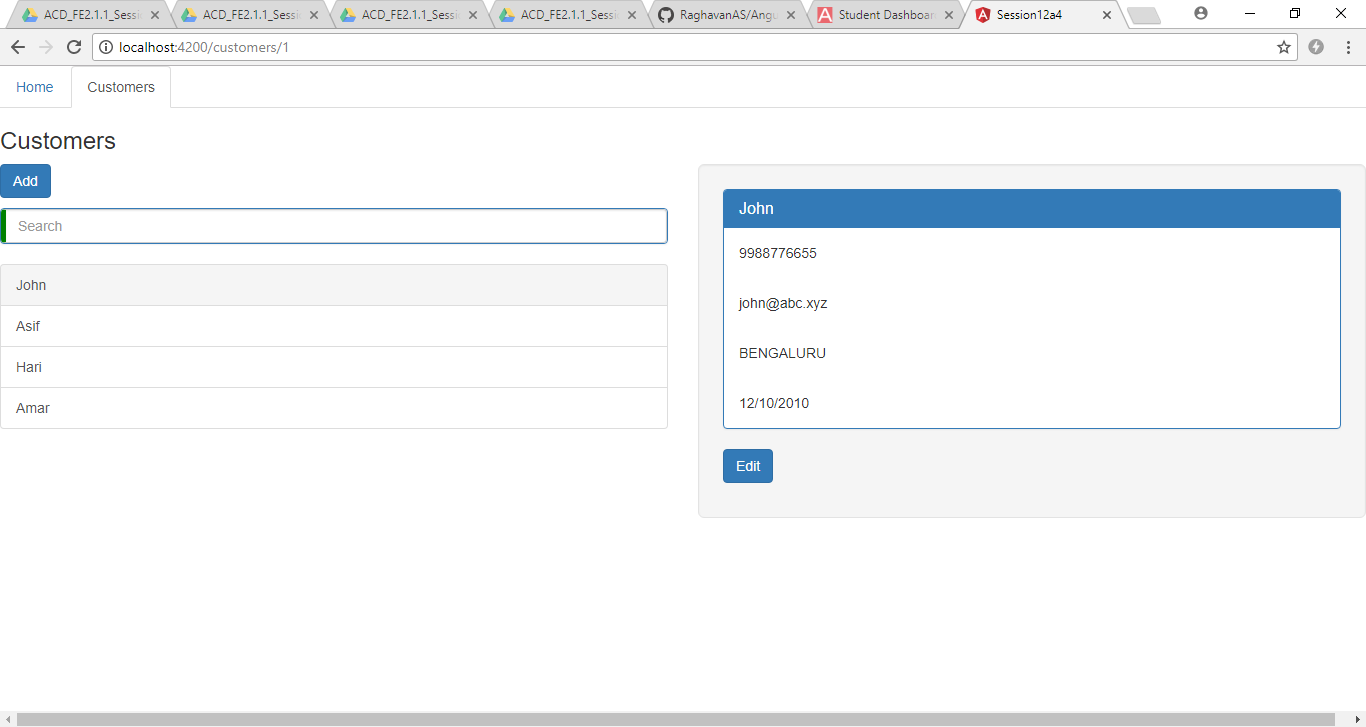 ACD_FE2.1.1_Sessi ACD_FE2.1.1_Sessi ACD_FE2.1.1_Sessi ACD_FE2.1.1_Sessi RaghavanAS/Angu Student Dashboar Session12a4
localhost:4200/customers/1
Home Customers
Customers
Add
Search
John
Asif
Hari
Amar
John
9988776655
john@abc.xyz
BENGALURU
12/10/2010
Edit